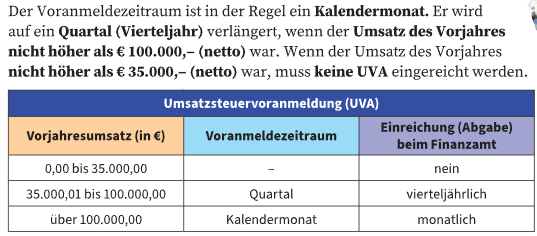 Der Voranmeldezeitraum ist in der Regel ein Kalendermonat. Er wird
auf ein Quartal (Vierteljahr) verlängert, wenn der Umsatz des Vorjahres
nicht höher als € 100.000,– (netto) war. Wenn der Umsatz des Vorjahres
nicht höher als € 35.000,– (netto) war, muss keine UVA eingereicht werden.
Umsatzsteuervoranmeldung (UVA)
Vorjahresumsatz (in €) Voranmeldezeitraum Einreichung (Abgabe)
beim Finanzamt
0,00 bis 35.000,00 – nein
35.000,01 bis 100.000,00 Quartal vierteljährlich
über 100.000,00 Kalendermonat monatlich